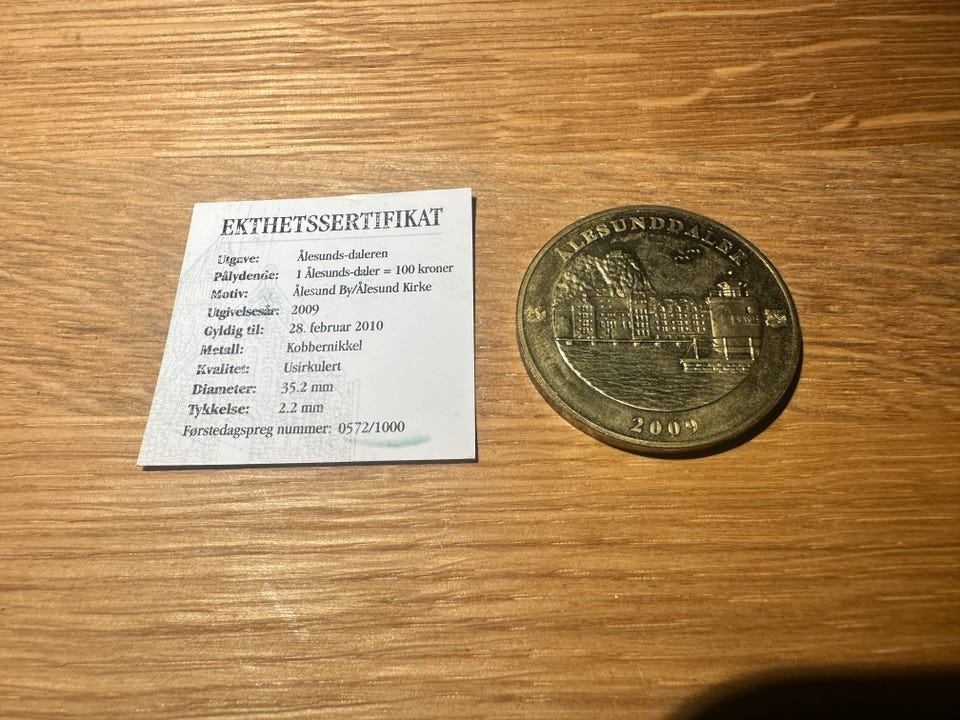 EKTHETSSERTIFIKAT
Utgave: Ålesunds-daleren
Pålydende: 1 Ålesunds-daler = 100 kroner
Motiv: Ålesund By/Ålesund Kirke
Utgivelsesår: 2009
Gyldig til: 28. februar 2010
Metall: Kobbernikkel
Kvalitet: Usirkulert
Diameter: 35.2 mm
Tykkelse: 2.2 mm
Førstedagspreg nummer: 0572/1000
ÅLESUNDDALER
2009